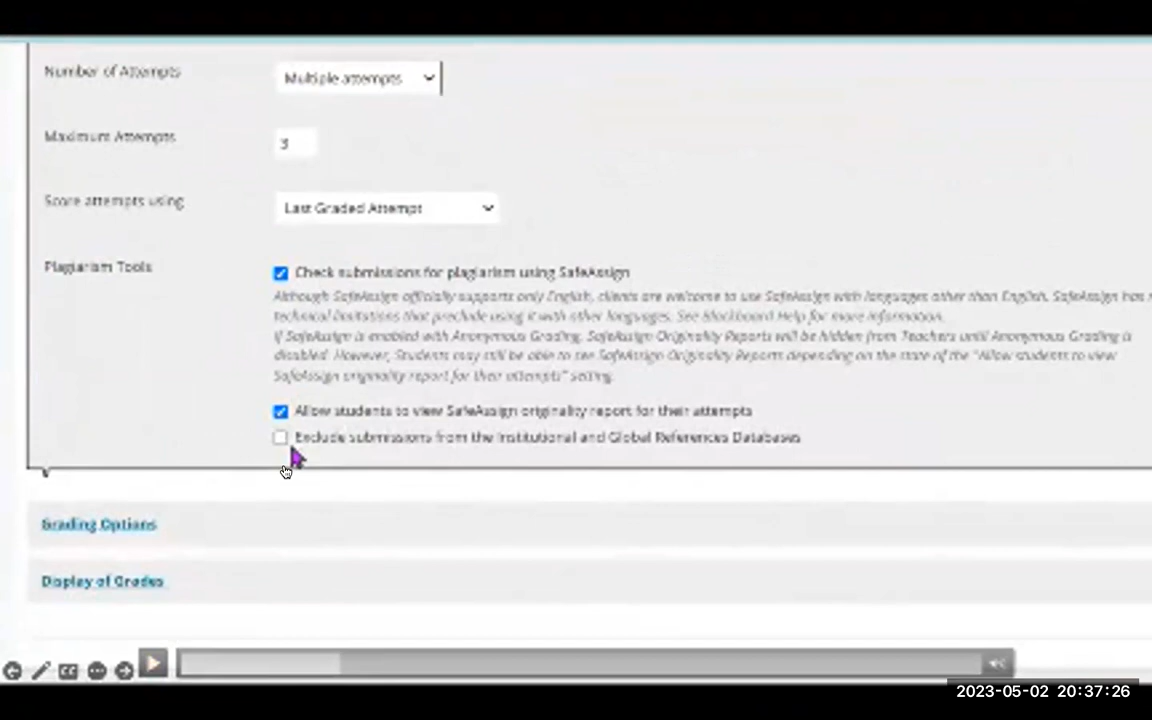 Number of Attempts
Multiple attempts
Maximum Attempts
3
Score attempts using
Last Graded Attempt
Plagiarism Tools
Check submissions for plagiarism using SafeAssign
Although SafeAssign officially supports only English, clients are welcome to use SafeAssign with languages other than English. SafeAssign has
technical limitations that preclude using it with other languages. See Blackboard Help for more information.
If SafeAssign is enabled with Anonymous Grading, SafeAssign Originality Reports will be hidden from Teachers until Anonymous Grading is
disabled. However, Students may still be able to see SafeAssign Originality Reports depending on the state of the "Allow students to view
SafeAssign originality report for their attempts" setting.
Allow students to view SafeAssign originality report for their attempts
Exclude submissions from the Institutional and Global References Databases
Grading Options
Display of Grades
2023-05-02 20:37:26